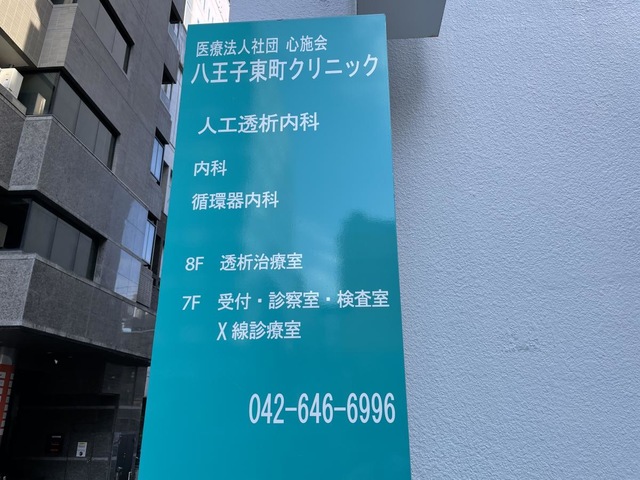 医療法人社団 心施会
八王子東町クリニック
人工透析内科
内科
循環器内科
8F 透析治療室
7F 受付・診察室・検査室
X線診療室
042-646-6996